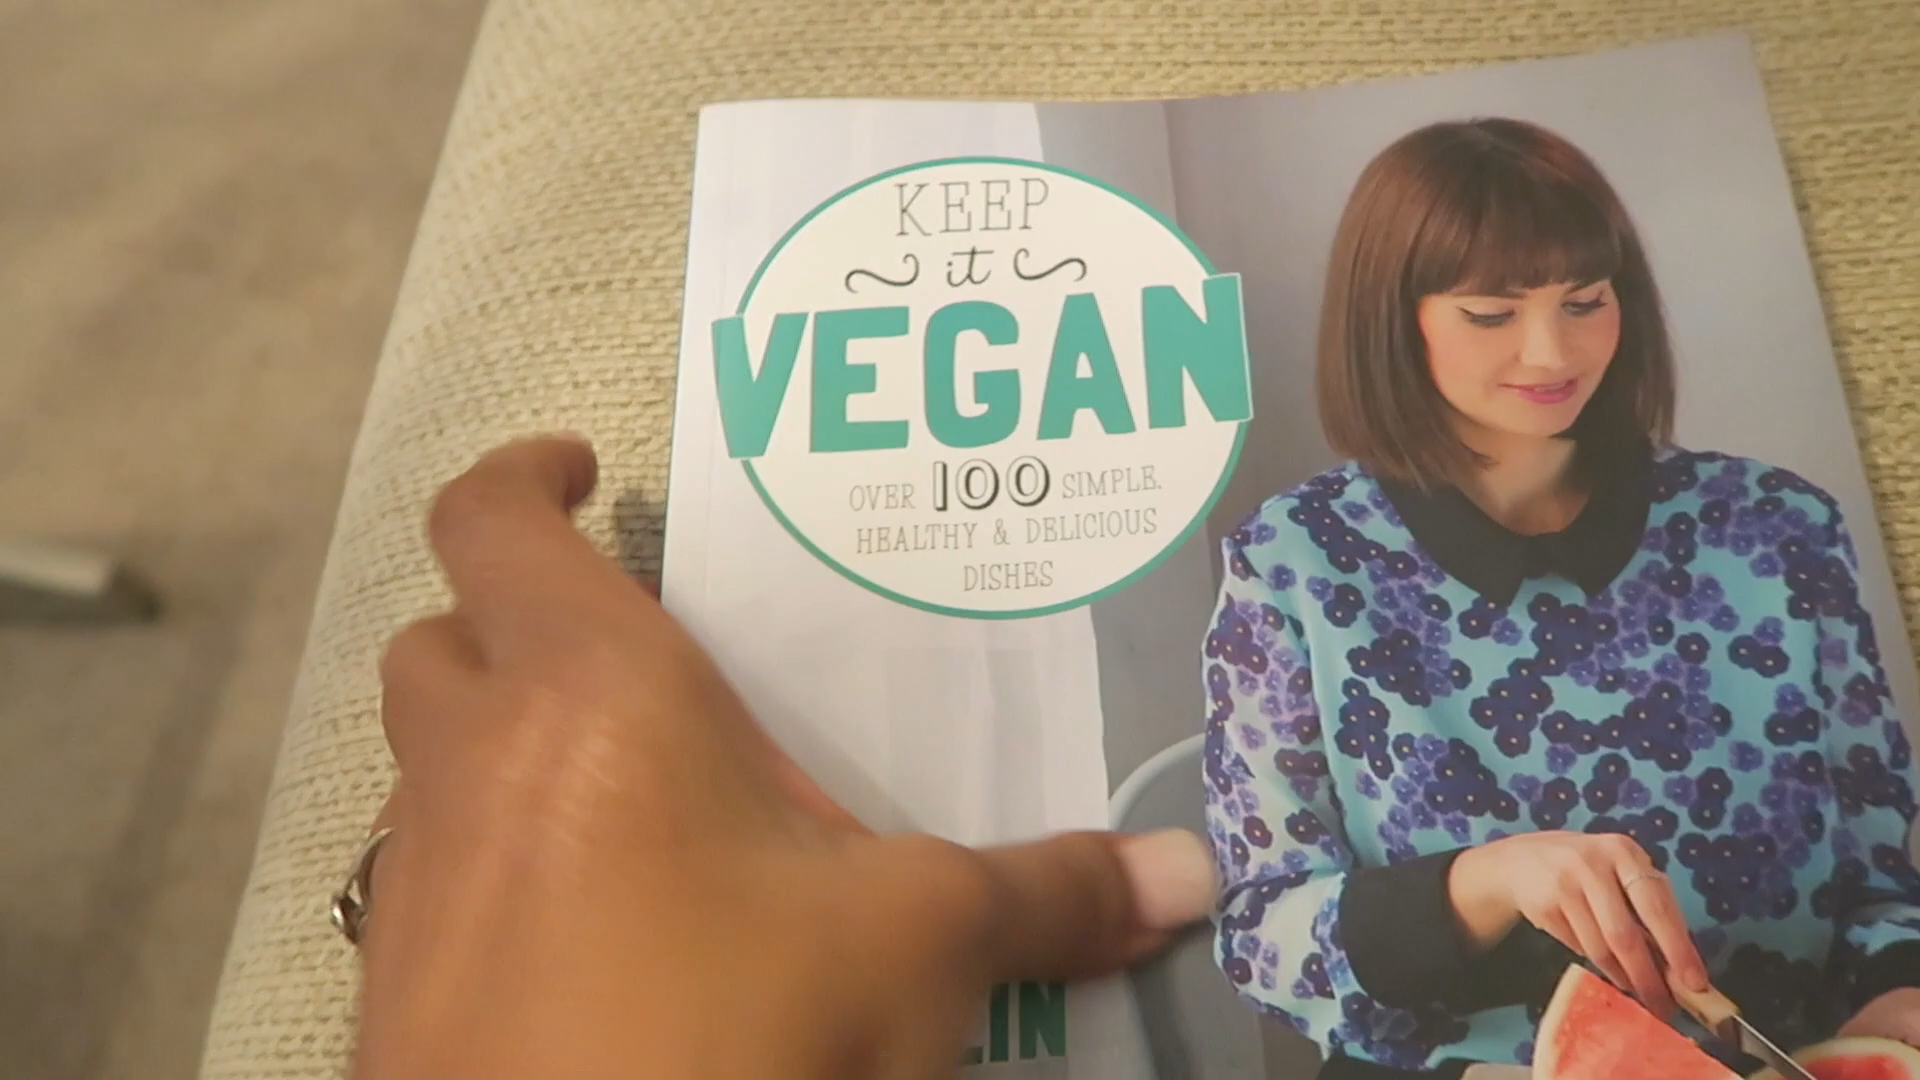 KEEP
it
VEGAN
OVER 100 SIMPLE,
HEALTHY & DELICIOUS
DISHES